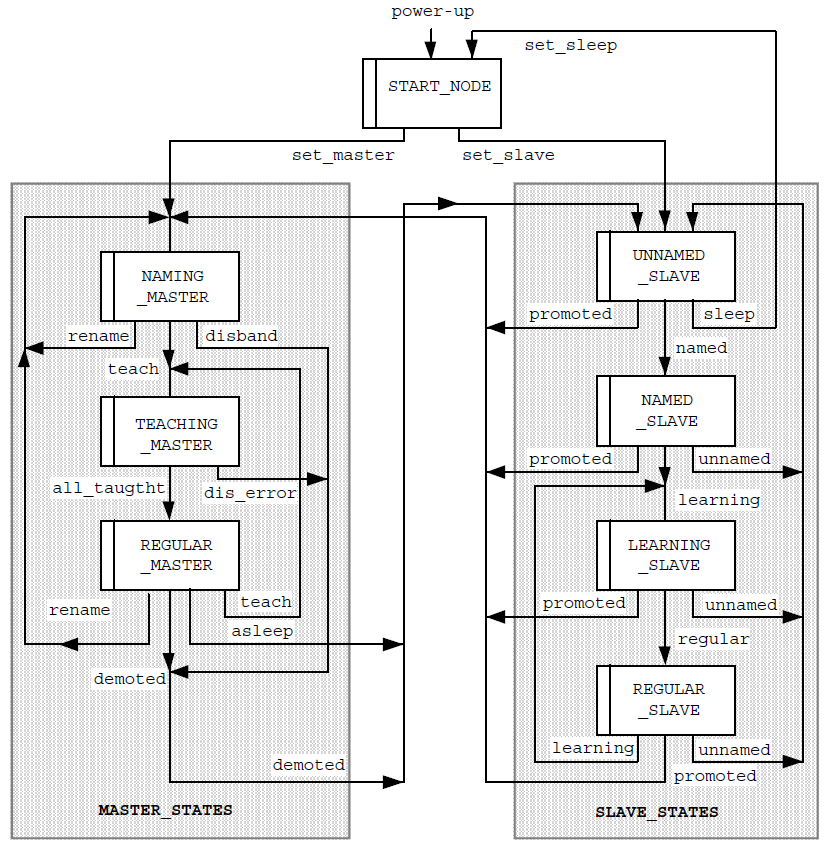 power-up
set_sleep
START_NODE
set_master
set_slave
NAMING
_MASTER
rename
disband
teach
TEACHING
_MASTER
all_taugtht
dis_error
REGULAR
_MASTER
rename
teach
asleep
demoted
demoted
MASTER_STATES
UNNAMED
_SLAVE
promoted
sleep
named
NAMED
_SLAVE
promoted
unnamed
learning
LEARNING
_SLAVE
promoted
unnamed
regular
REGULAR
_SLAVE
learning
unnamed
promoted
SLAVE_STATES